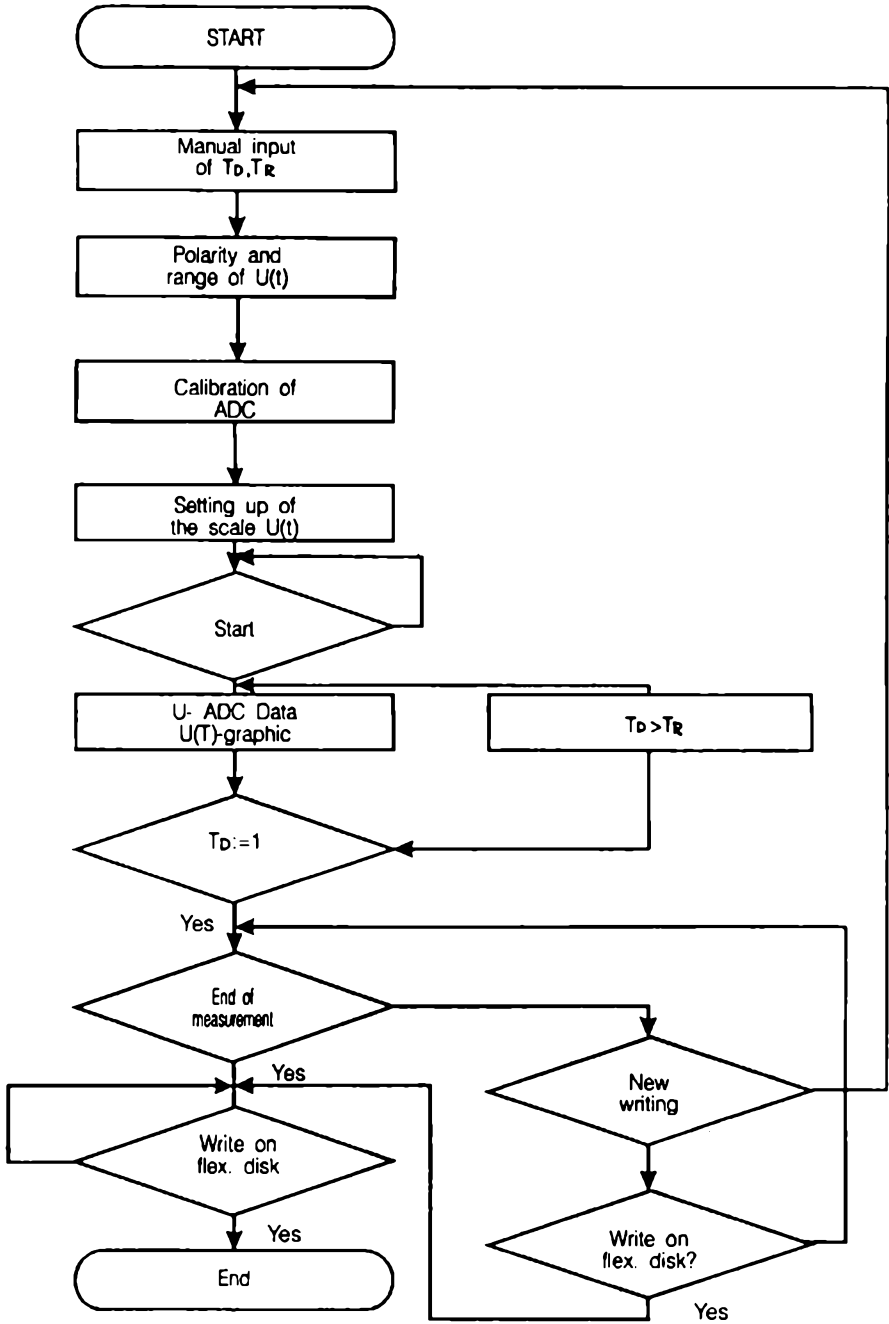 START
Manual input
of TD,TR
Polarity and
range of U(t)
Calibration of
ADC
Setting up of
the scale U(t)
Start
U- ADC Data
U(T)-graphic
TD>TR
TD:=1
Yes
End of
measurement
Yes
New
writing
Write on
flex. disk
Write on
flex. disk?
Yes
End
Yes